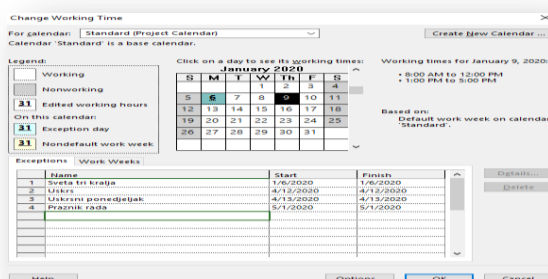 Change Working Time
For calendar: Standard (Project Calendar)
Create New Calendar ...
Calendar 'Standard' is a base calendar.
Legend:
Working
Nonworking
31 Edited working hours
On this calendar:
31 Exception day
31 Nondefault work week
Click on a day to see its working times:
January 2020
S M T W Th F S
1 2 3 4
5 6 7 8 9 10 11
12 13 14 15 16 17 18
19 20 21 22 23 24 25
26 27 28 29 30 31
Working times for January 9, 2020:
• 8:00 AM to 12:00 PM
• 1:00 PM to 5:00 PM
Based on:
Default work week on calendar
'Standard'.
Exceptions Work Weeks
Name Start Finish
1 Sveta tri kralja 1/6/2020 1/6/2020
2 Uskrs 4/12/2020 4/12/2020
3 Uskrsni ponedjeljak 4/13/2020 4/13/2020
4 Praznik rada 5/1/2020 5/1/2020
Details...
Delete
Help Options... OK Cancel